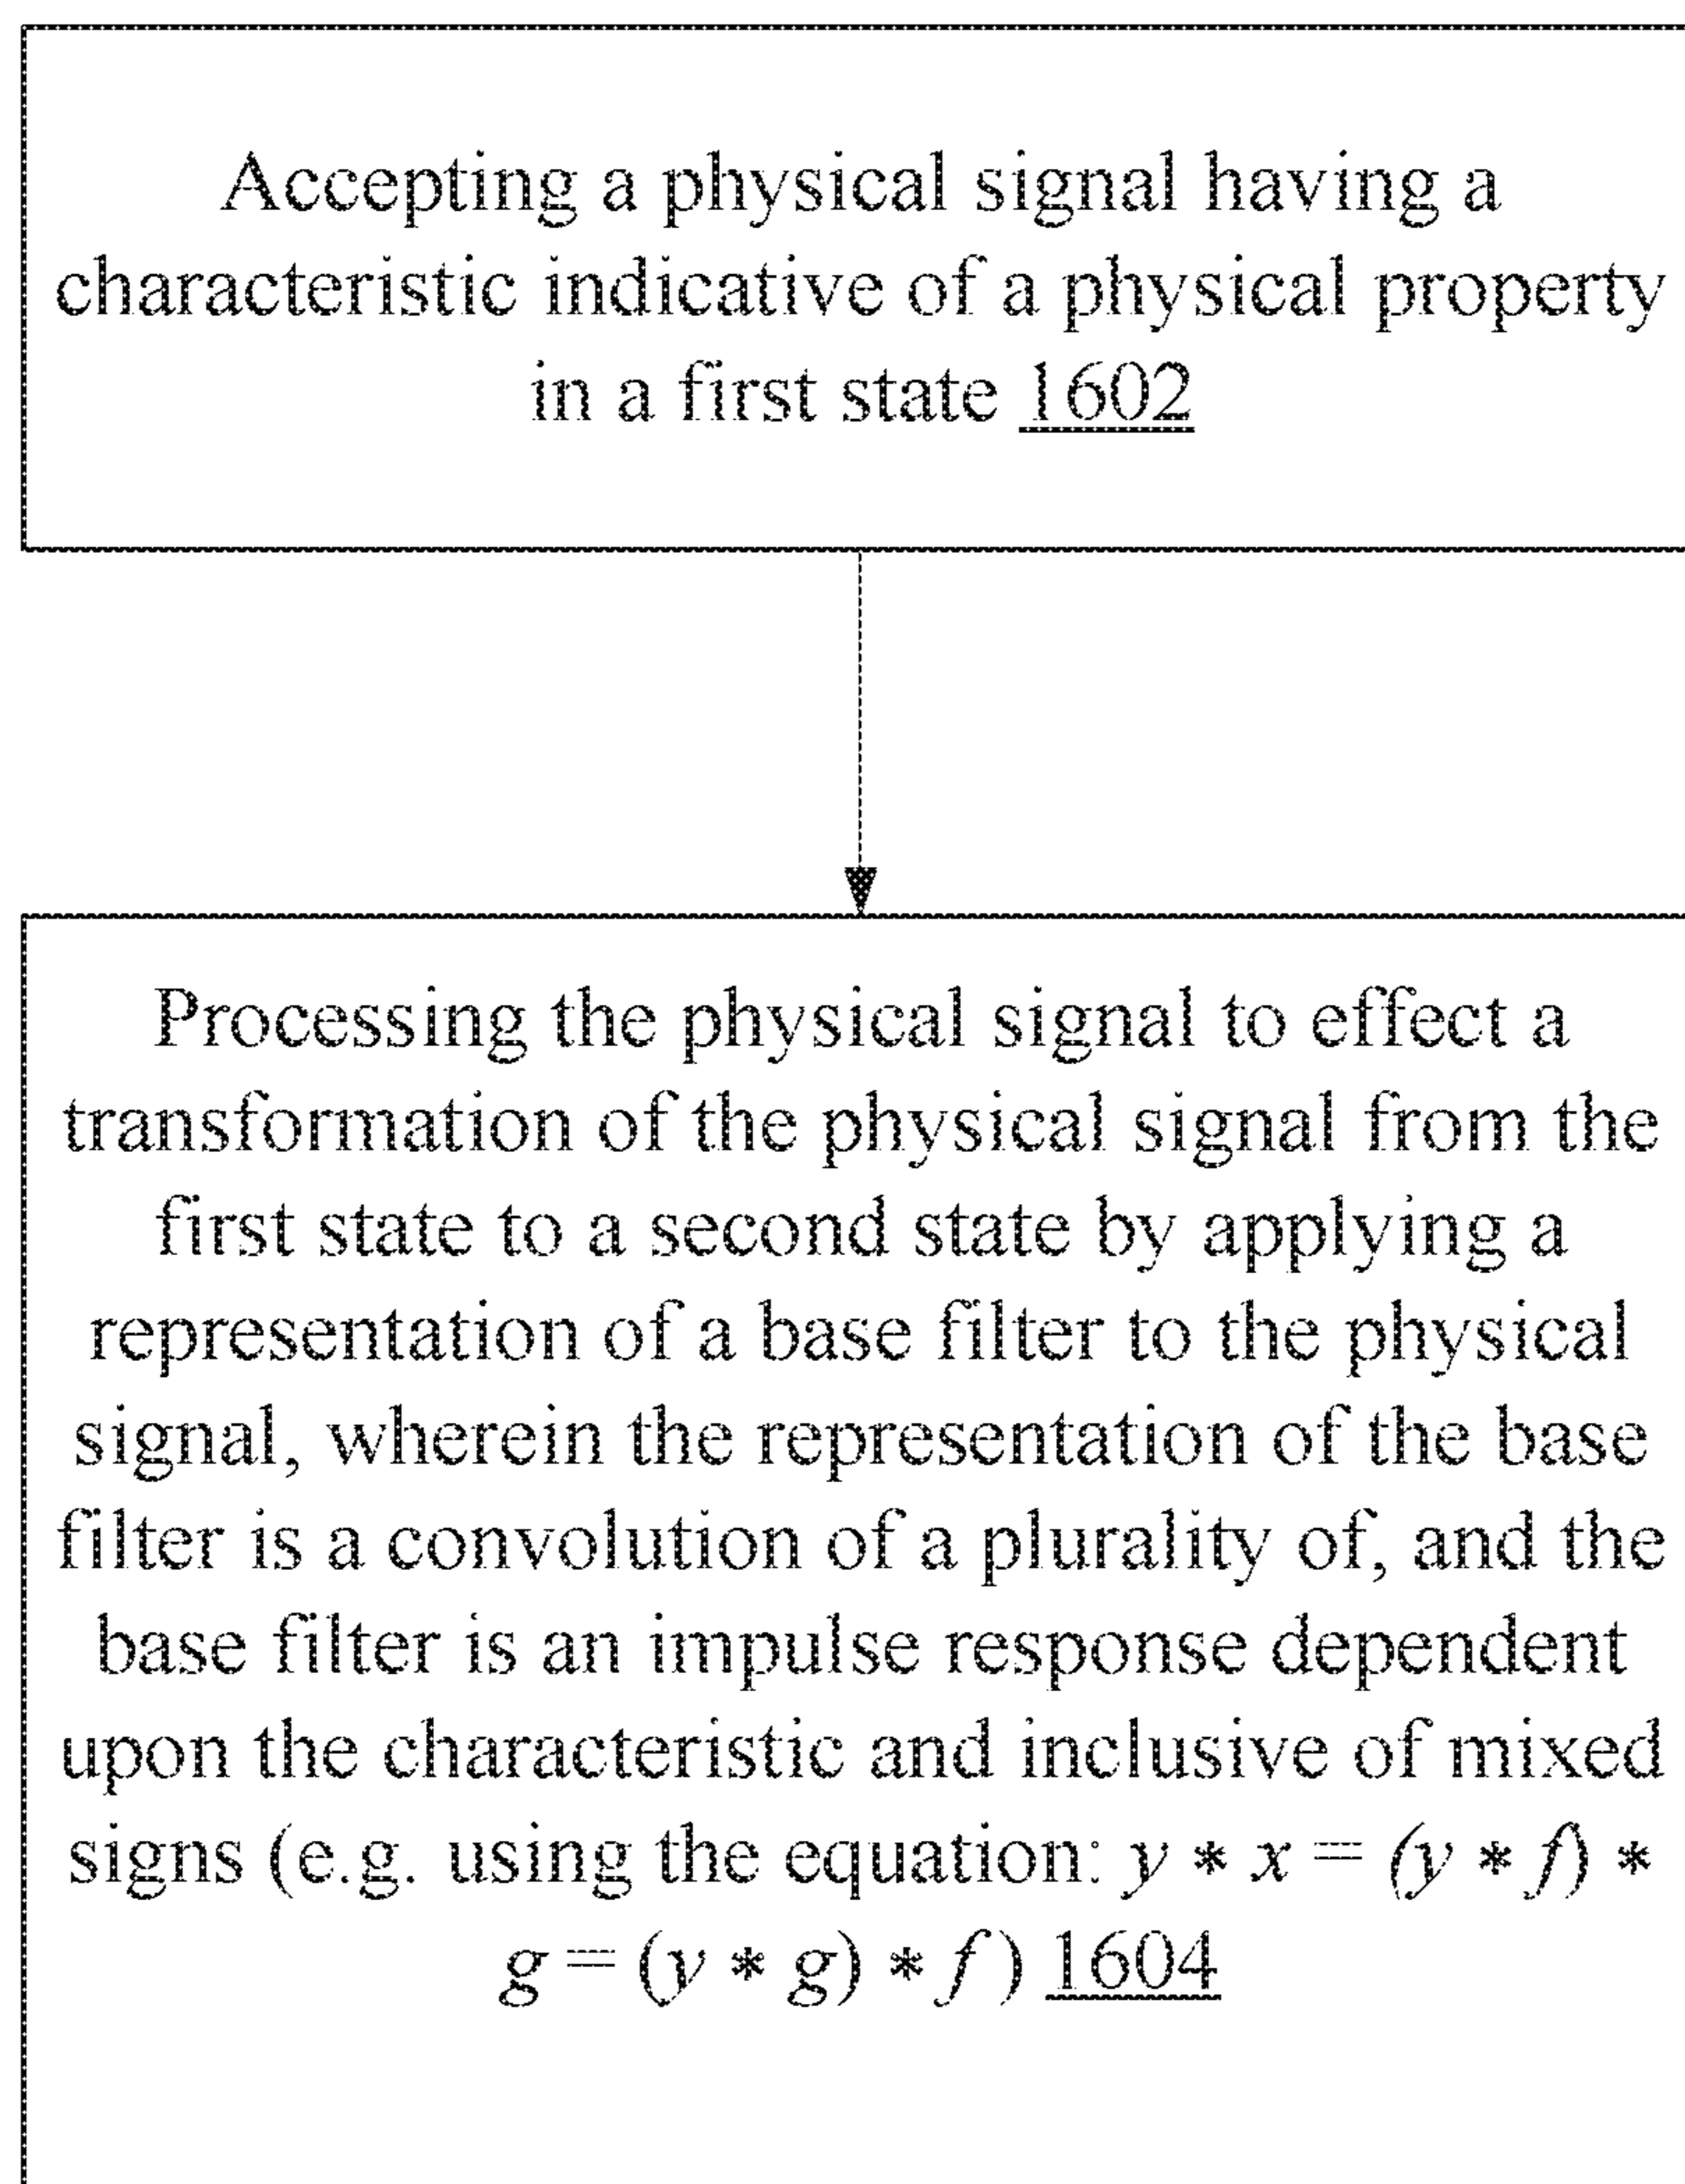 Accepting a physical signal having a
characteristic indicative of a physical property
in a first state 1602
Processing the physical signal to effect a
transformation of the physical signal from the
first state to a second state by applying a
representation of a base filter to the physical
signal, wherein the representation of the base
filter is a convolution of a plurality of, and the
base filter is an impulse response dependent
upon the characteristic and inclusive of mixed
signs (e.g. using the equation: y * x = (y * f) *
g = (y * g) * f ) 1604